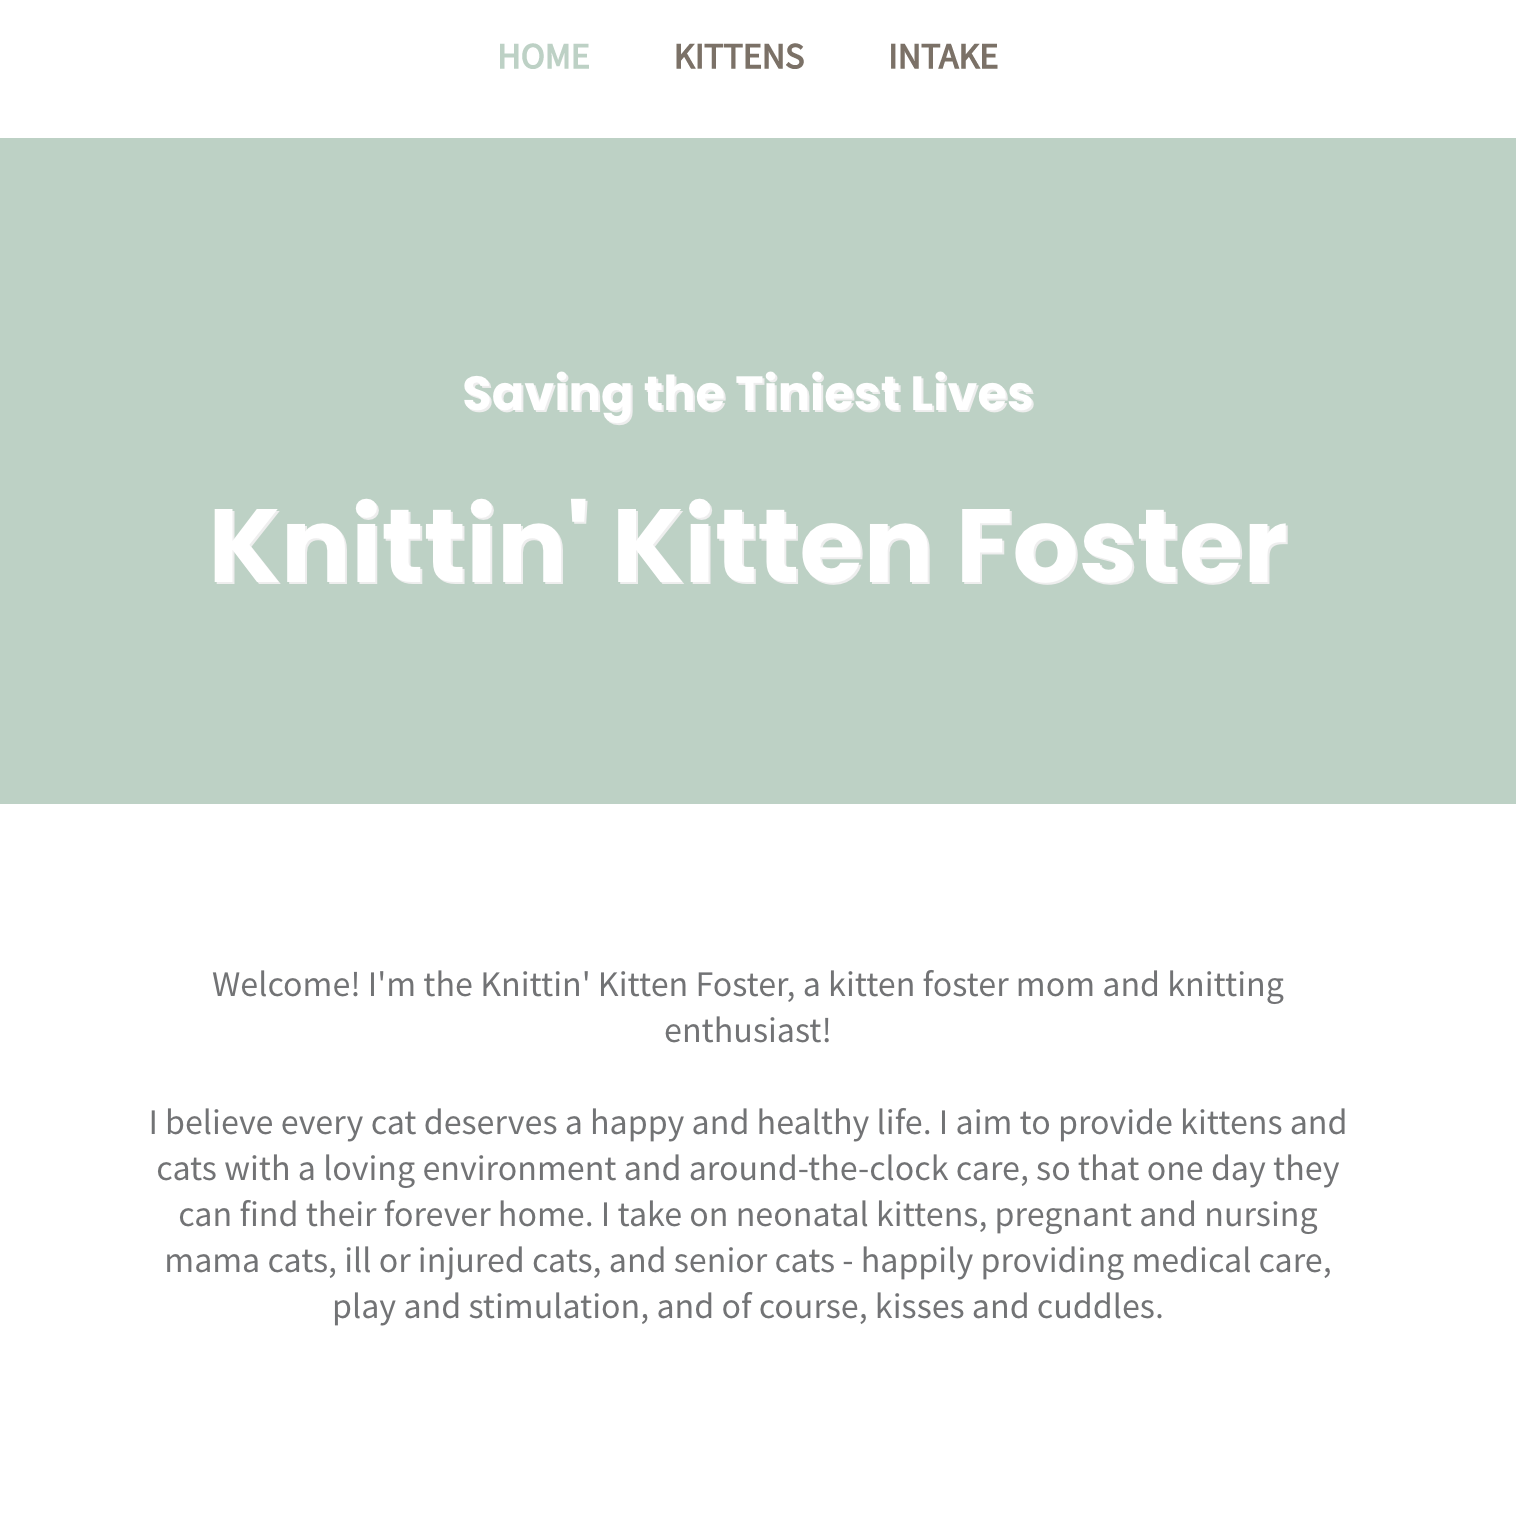 HOME KITTENS INTAKE
Saving the Tiniest Lives
Knittin' Kitten Foster
Welcome! I'm the Knittin' Kitten Foster, a kitten foster mom and knitting
enthusiast!
I believe every cat deserves a happy and healthy life. I aim to provide kittens and
cats with a loving environment and around-the-clock care, so that one day they
can find their forever home. I take on neonatal kittens, pregnant and nursing
mama cats, ill or injured cats, and senior cats - happily providing medical care,
play and stimulation, and of course, kisses and cuddles.